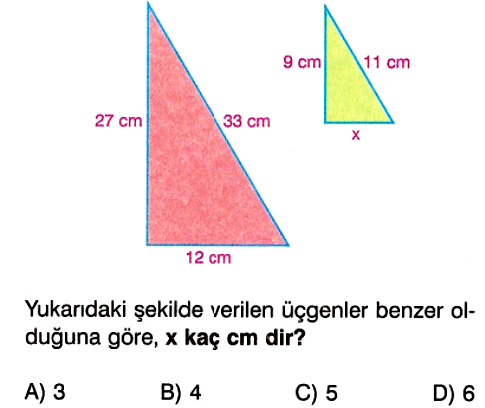 9 cm 11 cm
27 cm 33 cm
x
12 cm
Yukarıdaki şekilde verilen üçgenler benzer ol-
duğuna göre, x kaç cm dir?
A) 3 B) 4 C) 5 D) 6